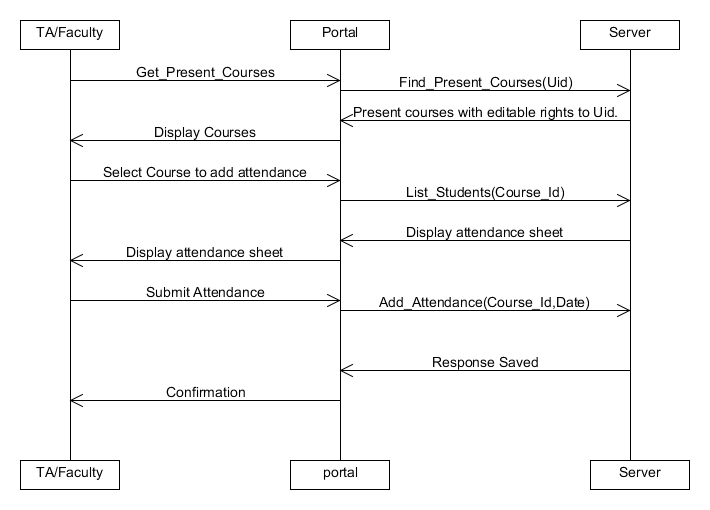 TA/Faculty
Portal
Server
Get_Present_Courses
Find_Present_Courses(Uid)
Present courses with editable rights to Uid.
Display Courses
Select Course to add attendance
List_Students(Course_Id)
Display attendance sheet
Display attendance sheet
Submit Attendance
Add_Attendance(Course_Id,Date)
Response Saved
Confirmation
TA/Faculty
portal
Server